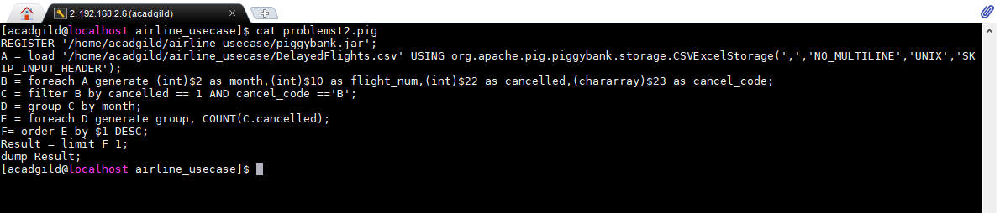 2. 192.168.2.6 (acadgild)
[acadgild@localhost airline_usecase]$ cat problemst2.pig
REGISTER '/home/acadgild/airline_usecase/piggybank.jar';
A = load '/home/acadgild/airline_usecase/DelayedFlights.csv' USING org.apache.pig.piggybank.storage.CSVExcelStorage(',','NO_MULTILINE','UNIX','SK
IP_INPUT_HEADER');
B = foreach A generate (int)$2 as month,(int)$10 as flight_num,(int)$22 as cancelled,(chararray)$23 as cancel_code;
C = filter B by cancelled == 1 AND cancel_code =='B';
D = group C by month;
E = foreach D generate group, COUNT(C.cancelled);
F= order E by $1 DESC;
Result = limit F 1;
dump Result;
[acadgild@localhost airline_usecase]$